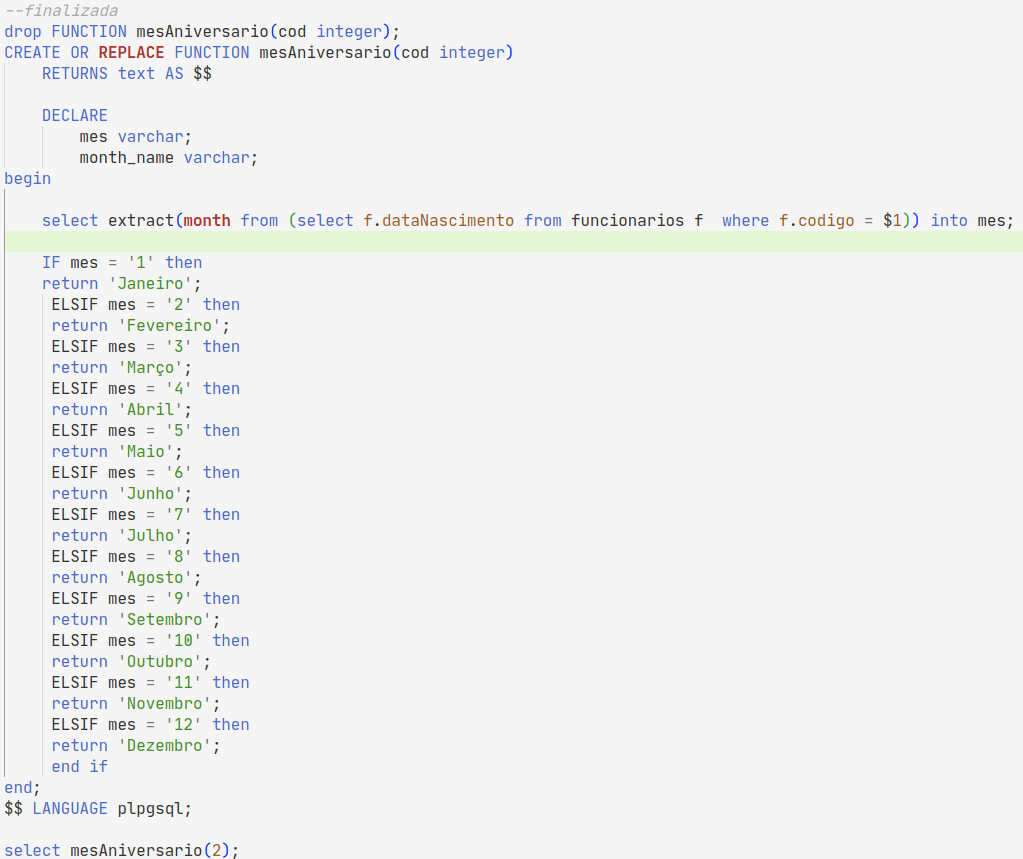 --finalizada
drop FUNCTION mesAniversario(cod integer);
CREATE OR REPLACE FUNCTION mesAniversario(cod integer)
    RETURNS text AS $$

    DECLARE
        mes varchar;
        month_name varchar;
begin

    select extract(month from (select f.dataNascimento from funcionarios f  where f.codigo = $1)) into mes;

    IF mes = '1' then
    return 'Janeiro';
     ELSIF mes = '2' then
     return 'Fevereiro';
     ELSIF mes = '3' then
     return 'Março';
     ELSIF mes = '4' then
     return 'Abril';
     ELSIF mes = '5' then
     return 'Maio';
     ELSIF mes = '6' then
     return 'Junho';
     ELSIF mes = '7' then
     return 'Julho';
     ELSIF mes = '8' then
     return 'Agosto';
     ELSIF mes = '9' then
     return 'Setembro';
     ELSIF mes = '10' then
     return 'Outubro';
     ELSIF mes = '11' then
     return 'Novembro';
     ELSIF mes = '12' then
     return 'Dezembro';
     end if
end;
$$ LANGUAGE plpgsql;

select mesAniversario(2);